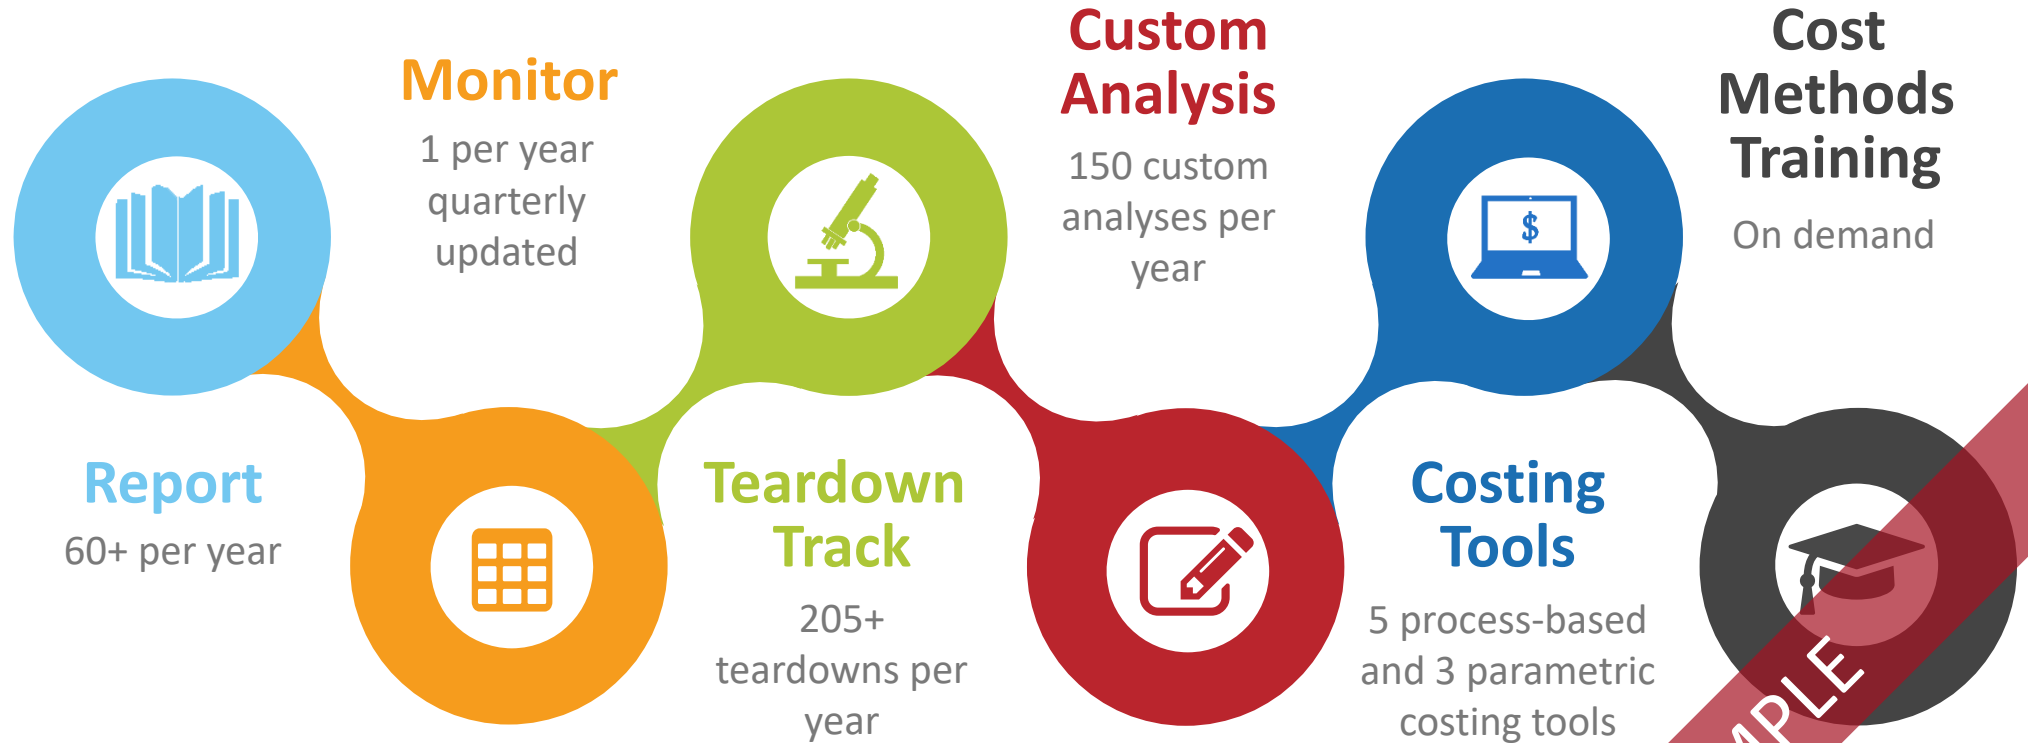 Report
60+ per year
Monitor
1 per year
quarterly
updated
Teardown
Track
205+
teardowns per
year
Custom
Analysis
150 custom
analyses per
year
$
Costing
Tools
5 process-based
and 3 parametric
costing tools
Cost
Methods
Training
On demand